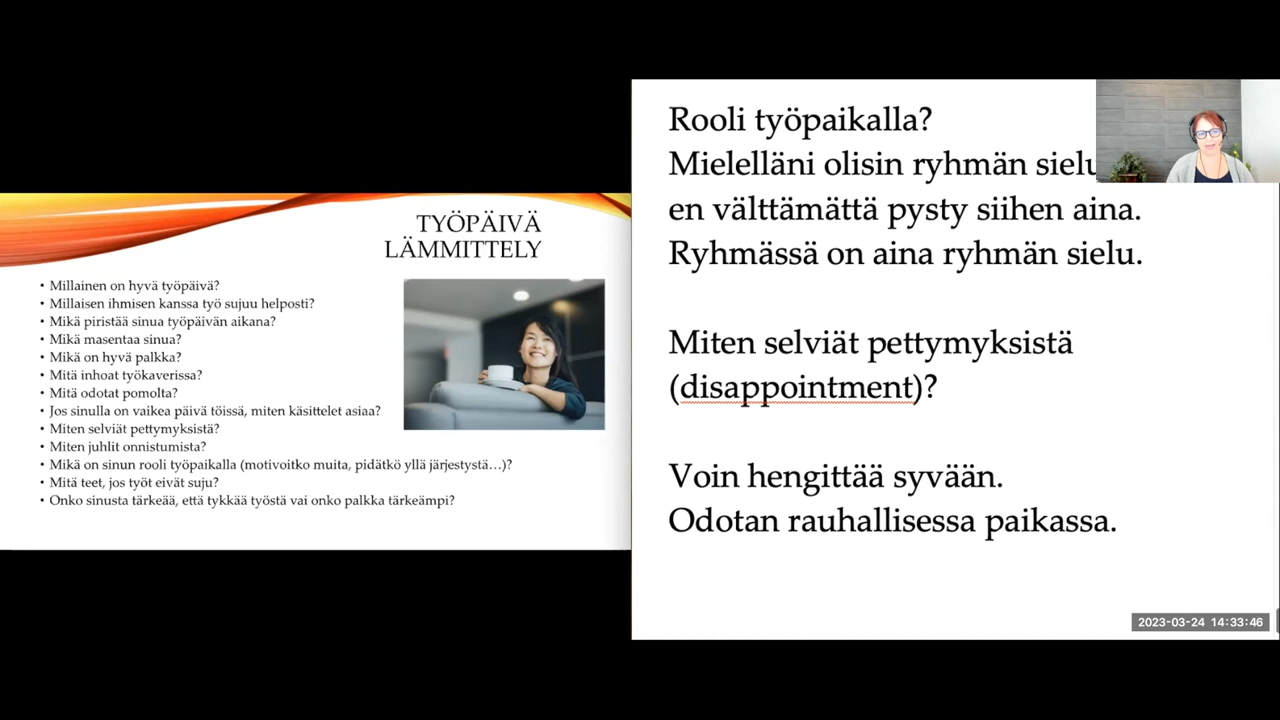 TYÖPÄIVÄ
LÄMMITTELY
• Millainen on hyvä työpäivä?
• Millaisen ihmisen kanssa työ sujuu helposti?
• Mikä piristää sinua työpäivän aikana?
• Mikä masentaa sinua?
• Mikä on hyvä palkka?
• Mitä inhoat työkaverissa?
• Mitä odotat pomolta?
• Jos sinulla on vaikea päivä töissä, miten käsittelet asiaa?
• Miten selviät pettymyksistä?
• Miten juhlit onnistumista?
• Mikä on sinun rooli työpaikalla (motivoitko muita, pidätkö yllä järjestystä...)?
• Mitä teet, jos työt eivät suju?
• Onko sinusta tärkeää, että tykkää työstä vai onko palkka tärkeämpi?
Rooli työpaikalla?
Mielelläni olisin ryhmän sielu
en välttämättä pysty siihen aina.
Ryhmässä on aina ryhmän sielu.
Miten selviät pettymyksistä
(disappointment)?
Voin hengittää syvään.
Odotan rauhallisessa paikassa.
2023-03-24 14:33:46